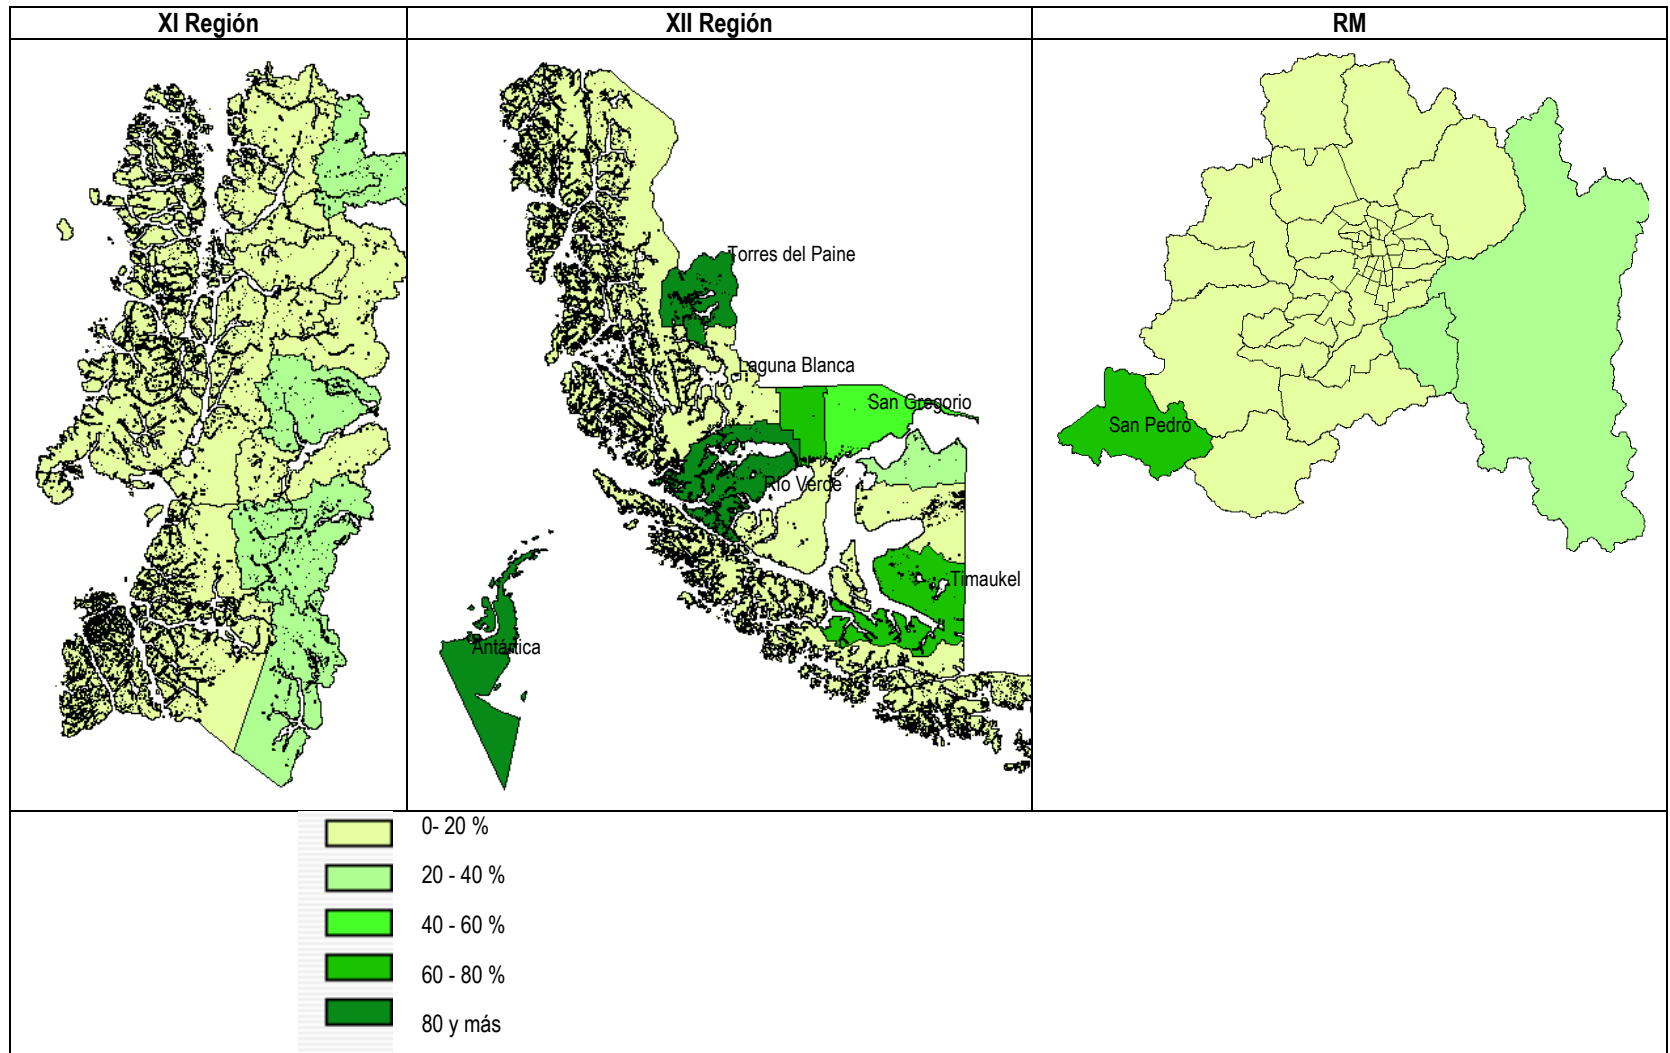 XI Región
XII Región
RM
Torres del Paine
Laguna Blanca
San Gregorio
San Pedro
Río Verde
Timaukel
Antártica
0- 20 %
20 - 40 %
40 - 60 %
60 - 80 %
80 y más